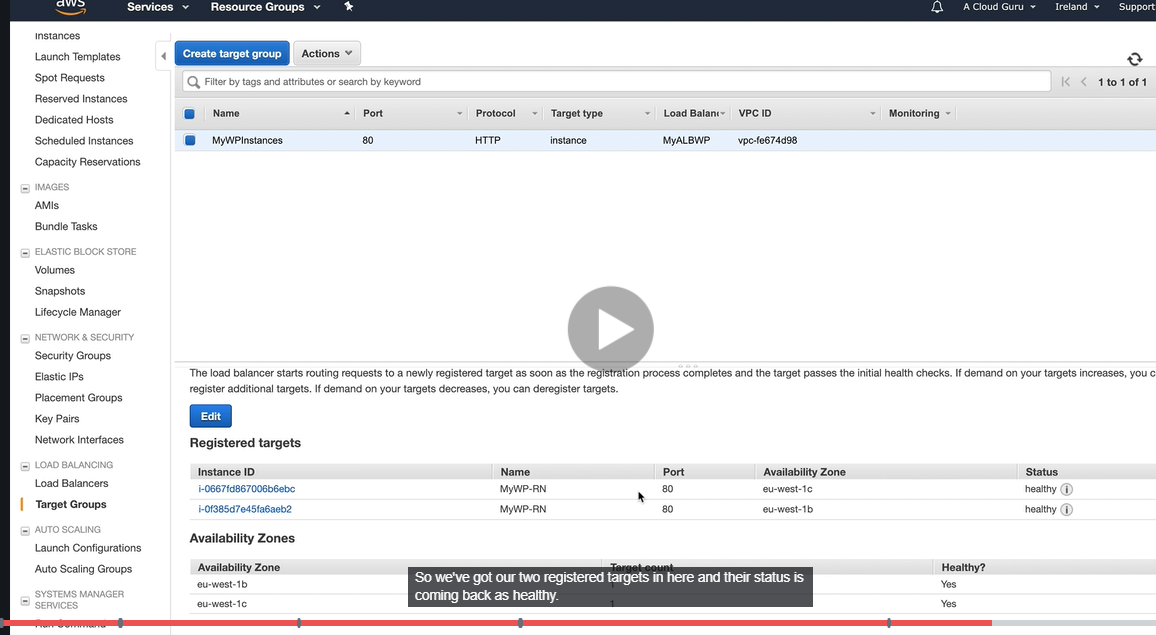 aws Services Resource Groups A Cloud Guru Ireland Support
Instances
Launch Templates
Spot Requests
Reserved Instances
Dedicated Hosts
Scheduled Instances
Capacity Reservations
IMAGES
AMIs
Bundle Tasks
ELASTIC BLOCK STORE
Volumes
Snapshots
Lifecycle Manager
NETWORK & SECURITY
Security Groups
Elastic IPs
Placement Groups
Key Pairs
Network Interfaces
LOAD BALANCING
Load Balancers
Target Groups
AUTO SCALING
Launch Configurations
Auto Scaling Groups
SYSTEMS MANAGER
SERVICES
Run Command
Create target group Actions
Filter by tags and attributes or search by keyword 1 to 1 of 1
Name Port Protocol Target type Load Balanc VPC ID Monitoring
MyWPInstances 80 HTTP instance MyALBWP vpc-fe674d98
The load balancer starts routing requests to a newly registered target as soon as the registration process completes and the target passes the initial health checks. If demand on your targets increases, you c
register additional targets. If demand on your targets decreases, you can deregister targets.
Edit
Registered targets
Instance ID Name Port Availability Zone Status
i-0667fd867006b6ebc MyWP-RN 80 eu-west-1c healthy
i-0f385d7e45fa6aeb2 MyWP-RN 80 eu-west-1b healthy
Availability Zones
Availability Zone Target count Healthy?
eu-west-1b 1 Yes
eu-west-1c 1 Yes
So we've got our two registered targets in here and their status is
coming back as healthy.